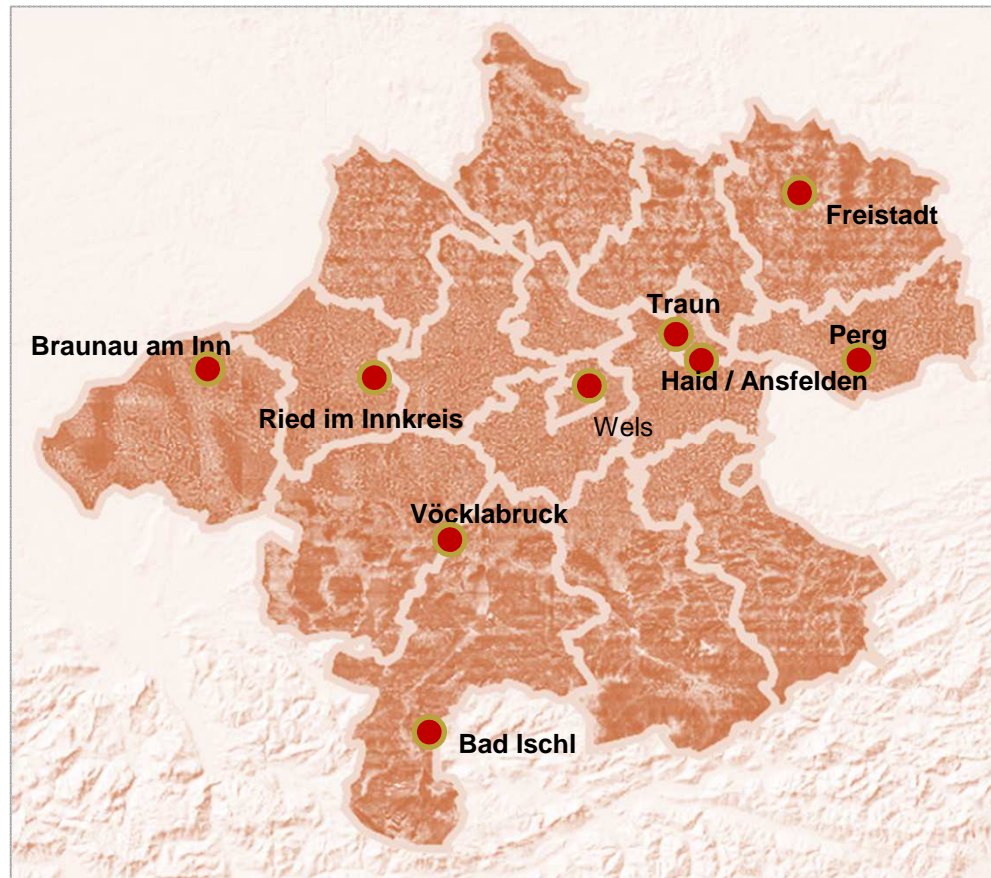 Freistadt
Traun
Braunau am Inn
Perg
Haid / Ansfelden
Ried im Innkreis
Wels
Vöcklabruck
Bad Ischl